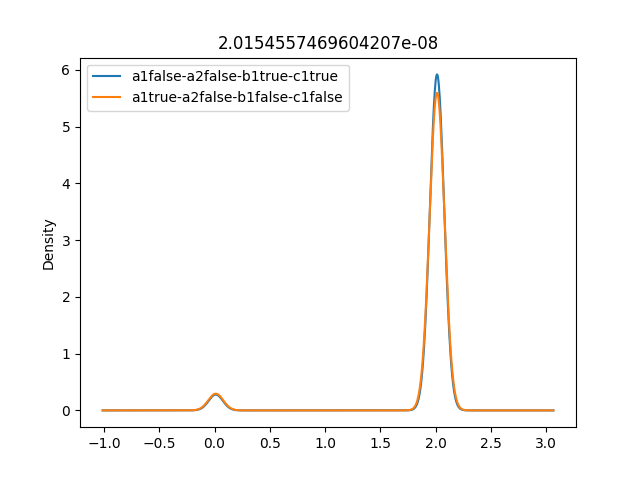 2.0154557469604207e-08
a1false-a2false-b1true-c1true
a1true-a2false-b1false-c1false
Density
6
5
4
3
2
1
0
−1.0 −0.5 0.0 0.5 1.0 1.5 2.0 2.5 3.0